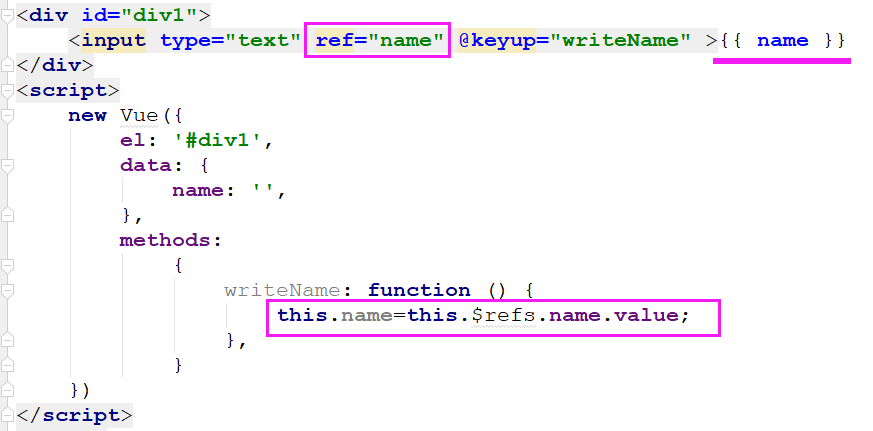 <div id="div1">
    <input type="text" ref="name" @keyup="writeName" >{{ name }}
</div>
<script>
    new Vue({
        el: '#div1',
        data: {
            name: '',
        },
        methods:
            {
                writeName: function () {
                    this.name=this.$refs.name.value;
                },
            }
    })
</script>